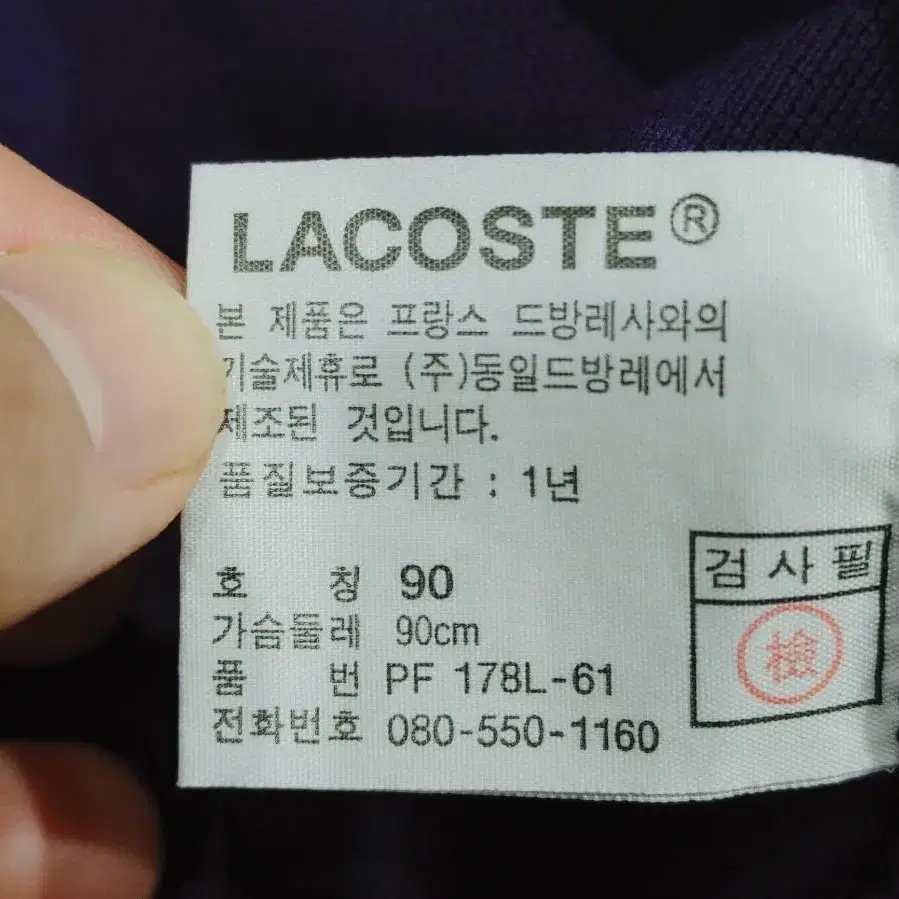 LACOSTE®
본 제품은 프랑스 드방레사와의
기술제휴로 (주)동일드방레에서
제조된 것입니다.
품질보증기간 : 1년
호 칭 90
가슴둘레 90cm
품 번 PF 178L-61
전화번호 080-550-1160
검사필
檢